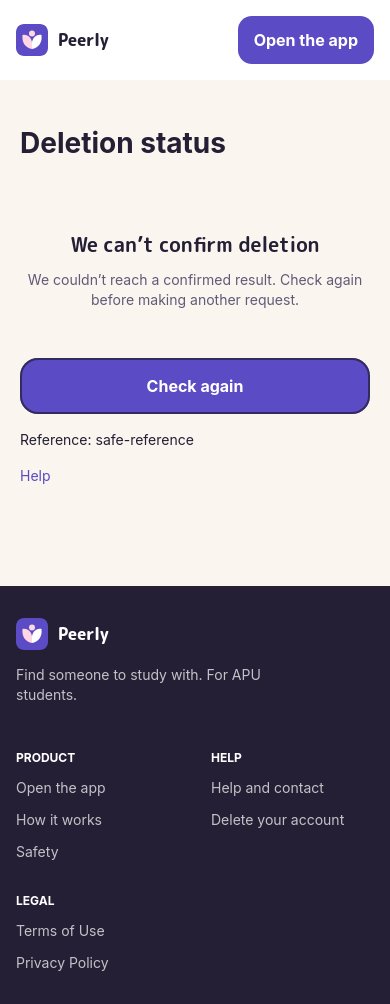 Peerly
Open the app
Deletion status
We can’t confirm deletion
We couldn’t reach a confirmed result. Check again
before making another request.
Check again
Reference: safe-reference
Help
Peerly
Find someone to study with. For APU
students.
PRODUCT
Open the app
How it works
Safety
HELP
Help and contact
Delete your account
LEGAL
Terms of Use
Privacy Policy